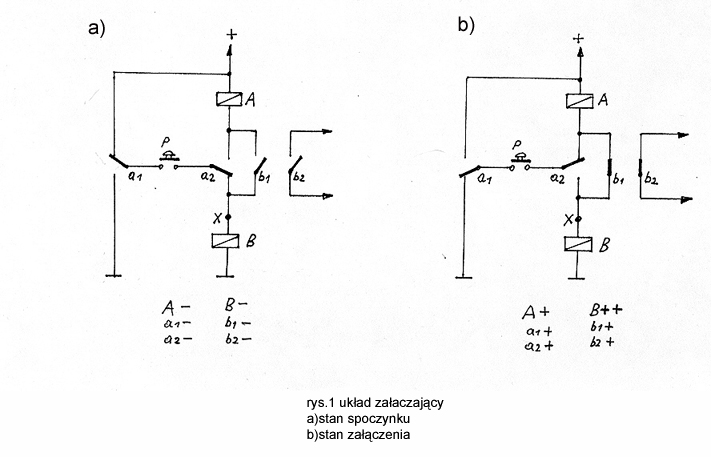 a)
+
A
P
a1
a2
b1
b2
X
B
A - B -
a1 - b1 -
a2 - b2 -
b)
+
A
P
a1
a2
b1
b2
X
B
A + B ++
a1 + b1 +
a2 + b2 +
rys.1 układ załaczający
a)stan spoczynku
b)stan załączenia